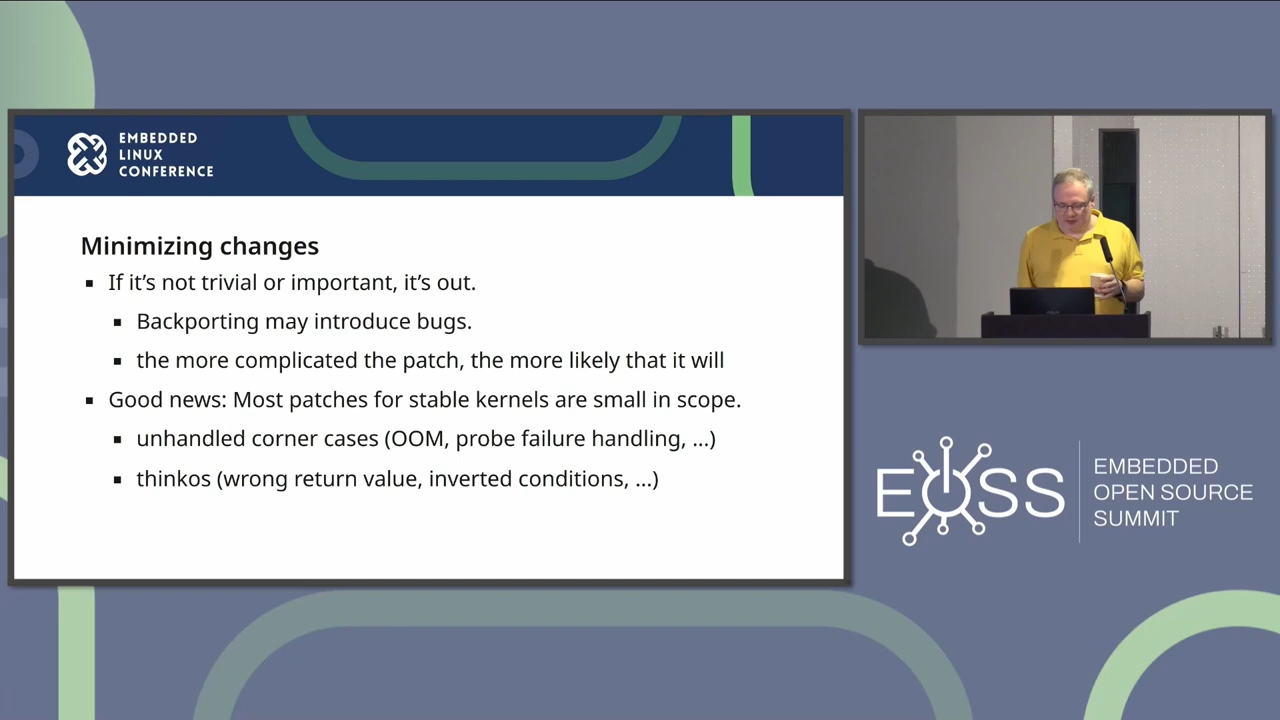 EMBEDDED
LINUX
CONFERENCE
Minimizing changes
▪ If it’s not trivial or important, it’s out.
▪ Backporting may introduce bugs.
▪ the more complicated the patch, the more likely that it will
▪ Good news: Most patches for stable kernels are small in scope.
▪ unhandled corner cases (OOM, probe failure handling, ...)
▪ thinkos (wrong return value, inverted conditions, ...)
EOSS
EMBEDDED
OPEN SOURCE
SUMMIT